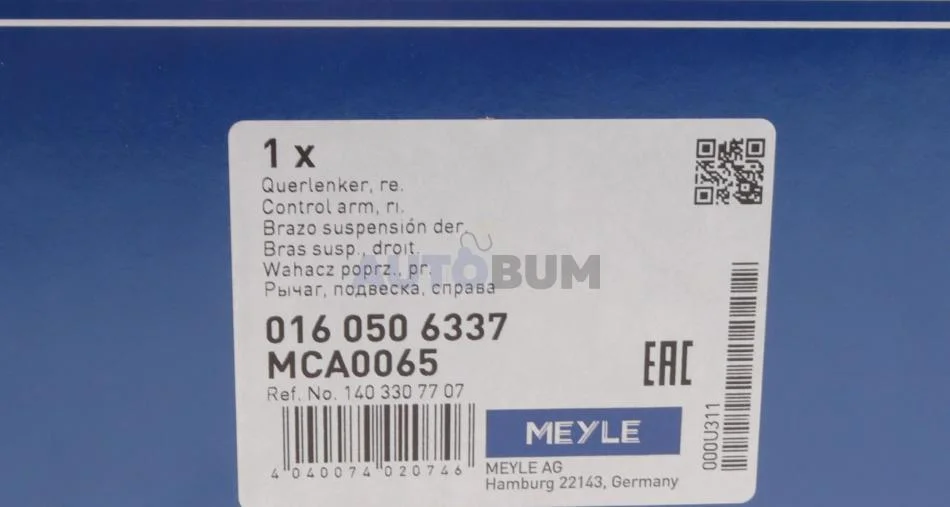 1 x
Querlenker, re.
Control arm, ri.
Brazo suspensión der.
Bras susp., droit.
Wahacz poprz., pr.
Рычаг, подвеска, справа
AUTOBUM
016 050 6337
MCA0065
Ref. No. 140 330 77 07
EAC
4 040074 020746
MEYLE
MEYLE AG
Hamburg 22143, Germany
000U311